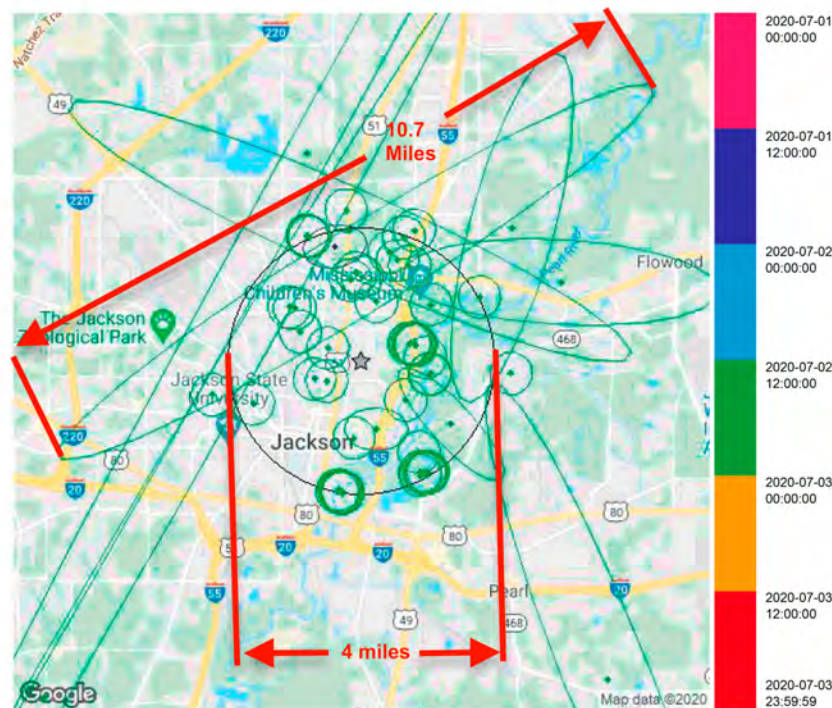 Natchez Tra
220
49
51
10.7
Miles
55
220
Mississippi
Children's Museum
Flowood
The Jackson
Zoological Park
468
Jackson State
University
Jackson
55
220
80
20
80
20
80
80
55
20
Pearl
20
49
468
4 miles
Google
Map data ©2020
2020-07-01
00:00:00
2020-07-01
12:00:00
2020-07-02
00:00:00
2020-07-02
12:00:00
2020-07-03
00:00:00
2020-07-03
12:00:00
2020-07-03
23:59:59